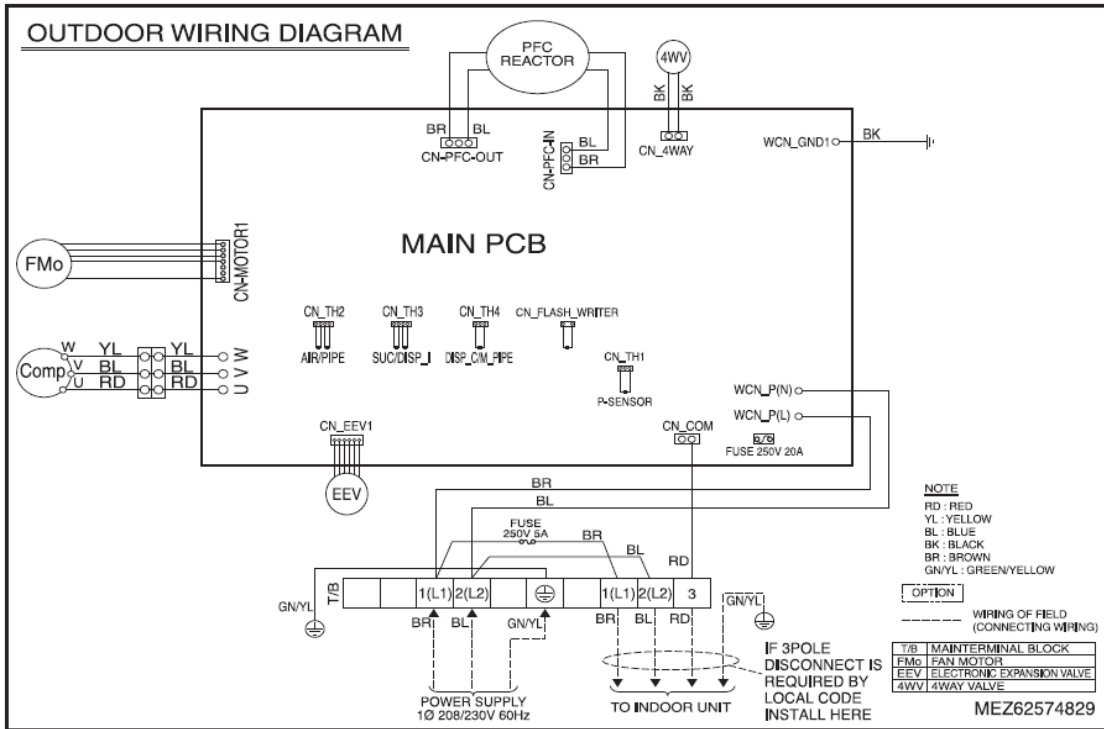 OUTDOOR WIRING DIAGRAM
PFC
REACTOR
4WV
BK BK
BR BL
CN-PFC-OUT
CN-PFC-IN
BL
BR
CN_4WAY
WCN_GND1
BK
FMo
CN-MOTOR1
MAIN PCB
CN_TH2
AIR/PIPE
CN_TH3
SUC/DISP_I
CN_TH4
DISP_C/M_PIPE
CN_FLASH_WRITER
CN_TH1
P-SENSOR
Comp
W YL YL W
V BL BL V
U RD RD U
WCN_P(N)
WCN_P(L)
CN_EEV1
EEV
CN_COM
FUSE 250V 20A
BR
BL
FUSE
250V 5A
BR
BL
RD
T/B
1(L1) 2(L2) 1(L1) 2(L2) 3
GN/YL
BR BL GN/YL
BR BL RD GN/YL
POWER SUPPLY
1Ø 208/230V 60Hz
TO INDOOR UNIT
IF 3POLE
DISCONNECT IS
REQUIRED BY
LOCAL CODE
INSTALL HERE
NOTE
RD : RED
YL : YELLOW
BL : BLUE
BK : BLACK
BR : BROWN
GN/YL : GREEN/YELLOW
OPTION
WIRING OF FIELD
(CONNECTING WIRING)
T/B MAINTERMINAL BLOCK
FMo FAN MOTOR
EEV ELECTRONIC EXPANSION VALVE
4WV 4WAY VALVE
MEZ62574829